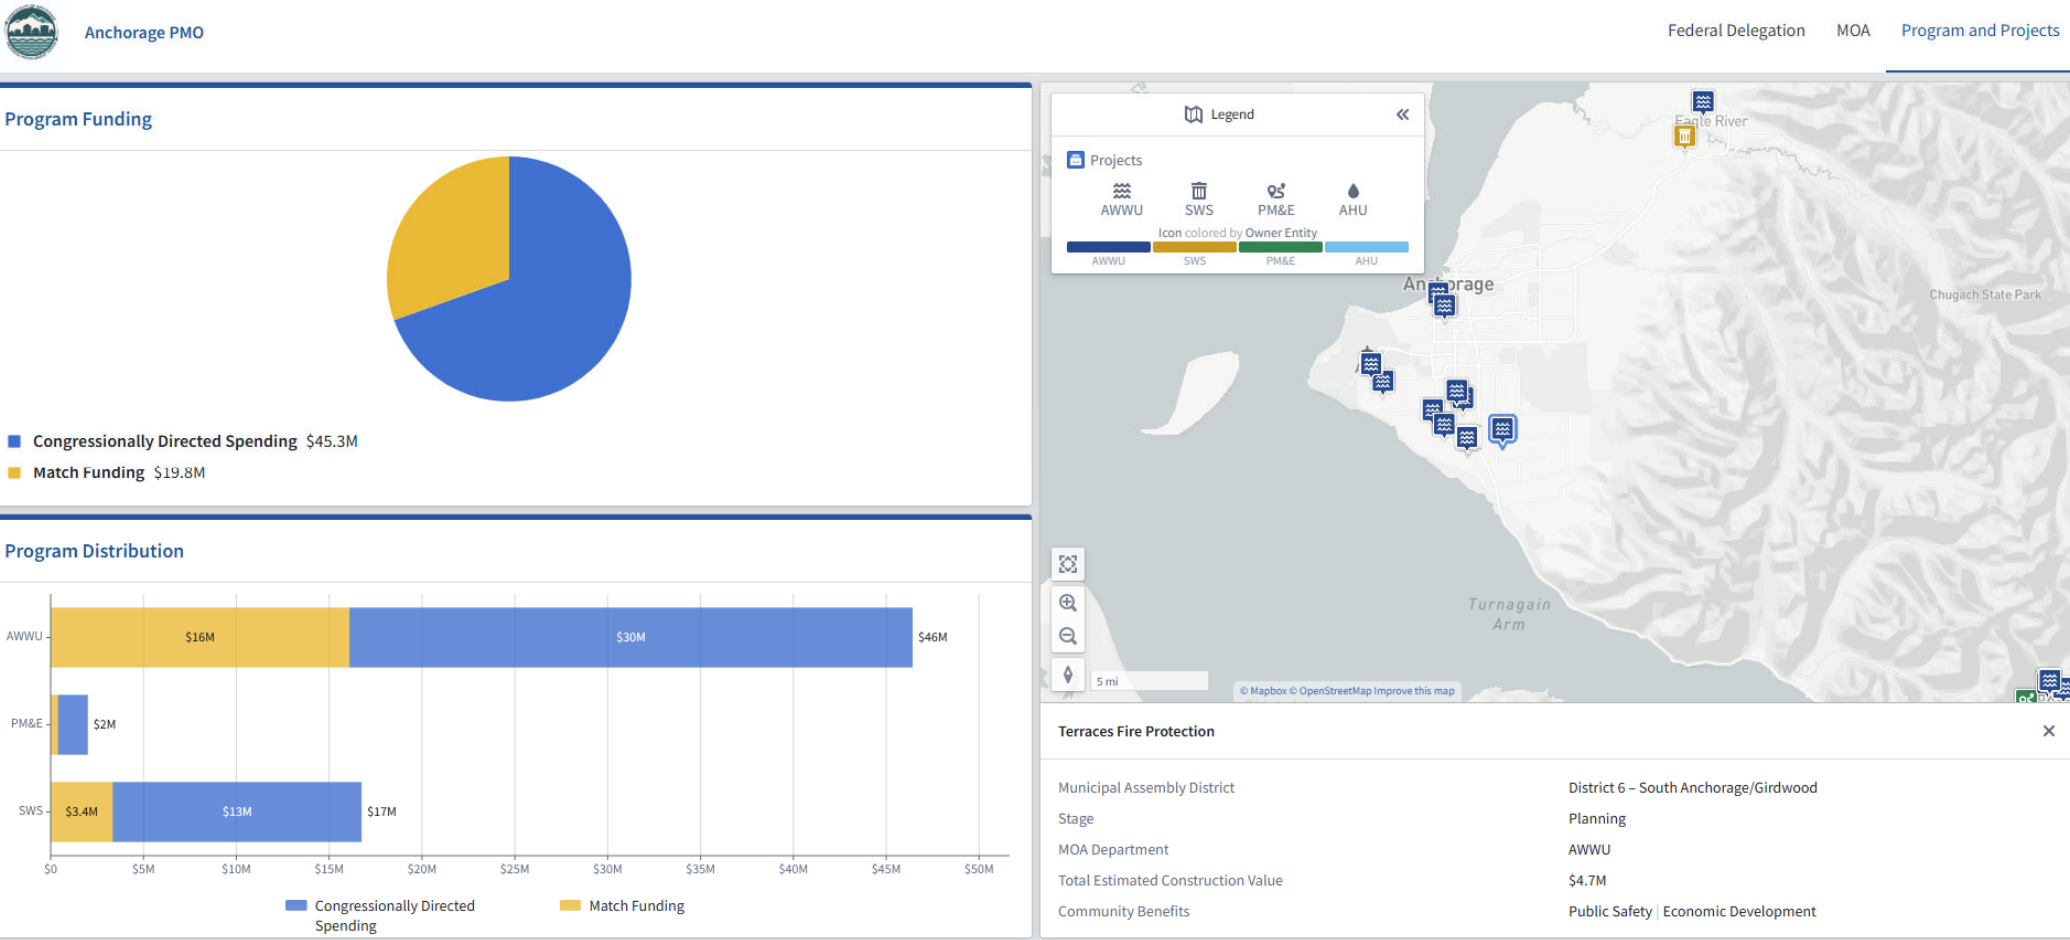 Anchorage PMO
Federal Delegation
MOA
Program and Projects
Program Funding
Congressionally Directed Spending $45.3M
Match Funding $19.8M
Program Distribution
AWWU
$16M
$30M
$46M
PM&E
$2M
SWS
$3.4M
$13M
$17M
$0 $5M $10M $15M $20M $25M $30M $35M $40M $45M $50M
Congressionally Directed
Spending
Match Funding
Legend
Projects
AWWU SWS PM&E AHU
Icon colored by Owner Entity
AWWU SWS PM&E AHU
Eagle River
Anchorage
Chugach State Park
Turnagain
Arm
5 mi
© Mapbox © OpenStreetMap Improve this map
Terraces Fire Protection
Municipal Assembly District District 6 – South Anchorage/Girdwood
Stage Planning
MOA Department AWWU
Total Estimated Construction Value $4.7M
Community Benefits Public Safety | Economic Development